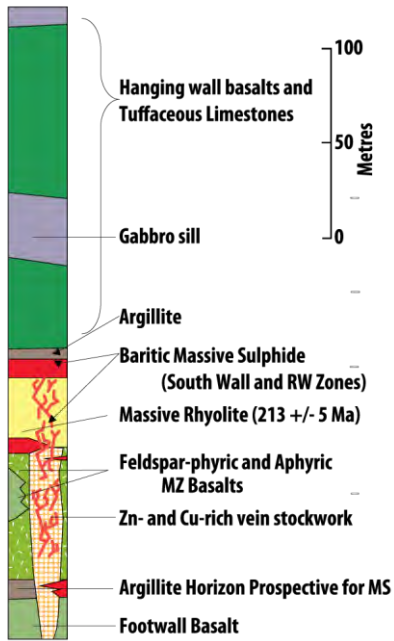 100
Hanging wall basalts and
Tuffaceous Limestones
50
Metres
Gabbro sill
0
Argillite
Baritic Massive Sulphide
(South Wall and RW Zones)
Massive Rhyolite (213 +/- 5 Ma)
Feldspar-phyric and Aphyric
MZ Basalts
Zn- and Cu-rich vein stockwork
Argillite Horizon Prospective for MS
Footwall Basalt